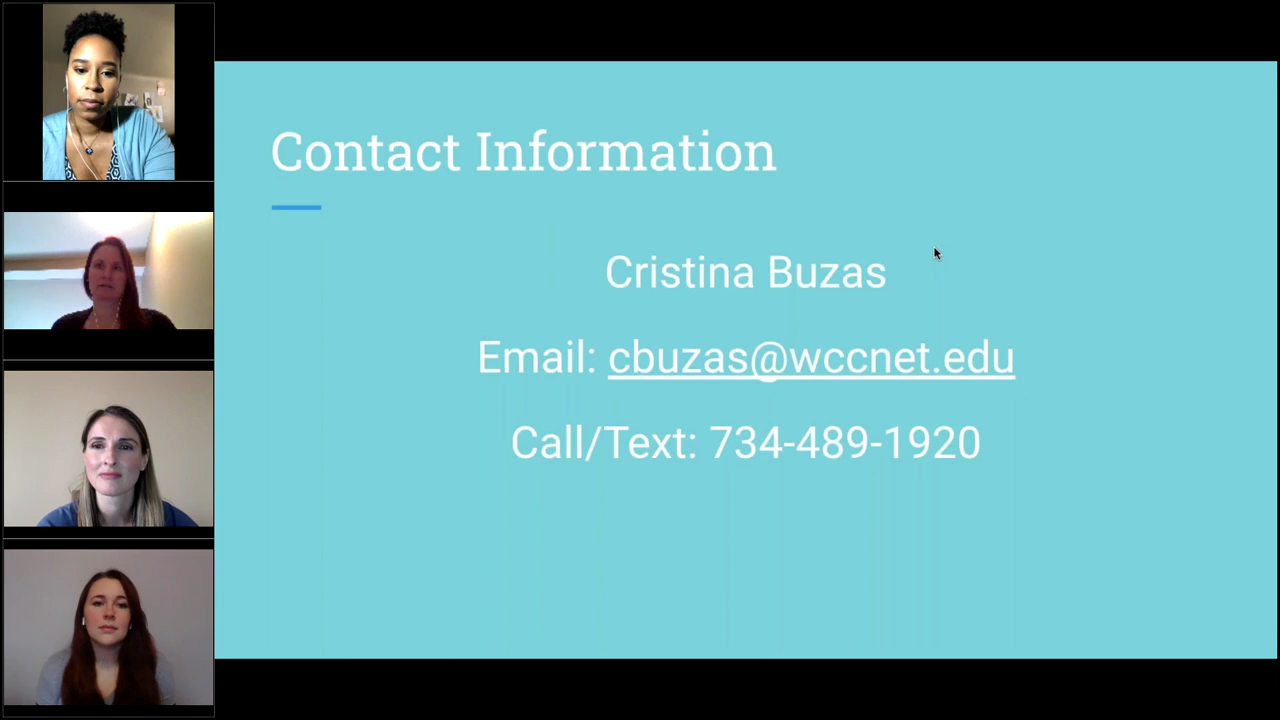 Contact Information
Cristina Buzas
Email: cbuzas@wccnet.edu
Call/Text: 734-489-1920